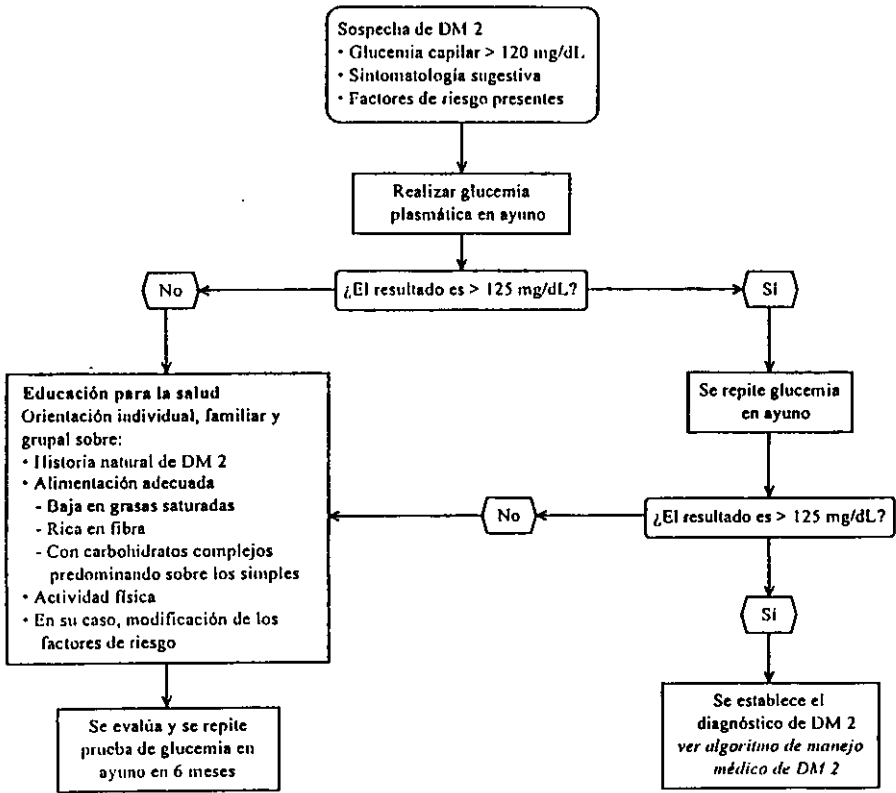 Sospecha de DM 2
• Glucemia capilar > 120 mg/dL
• Sintomatología sugestiva
• Factores de riesgo presentes
Realizar glucemia
plasmática en ayuno
¿El resultado es > 125 mg/dL?
No
Sí
Educación para la salud
Orientación individual, familiar y
grupal sobre:
• Historia natural de DM 2
• Alimentación adecuada
- Baja en grasas saturadas
- Rica en fibra
- Con carbohidratos complejos
predominando sobre los simples
• Actividad física
• En su caso, modificación de los
factores de riesgo
Se repite glucemia
en ayuno
¿El resultado es > 125 mg/dL?
No
Sí
Se evalúa y se repite
prueba de glucemia en
ayuno en 6 meses
Se establece el
diagnóstico de DM 2
ver algoritmo de manejo
médico de DM 2